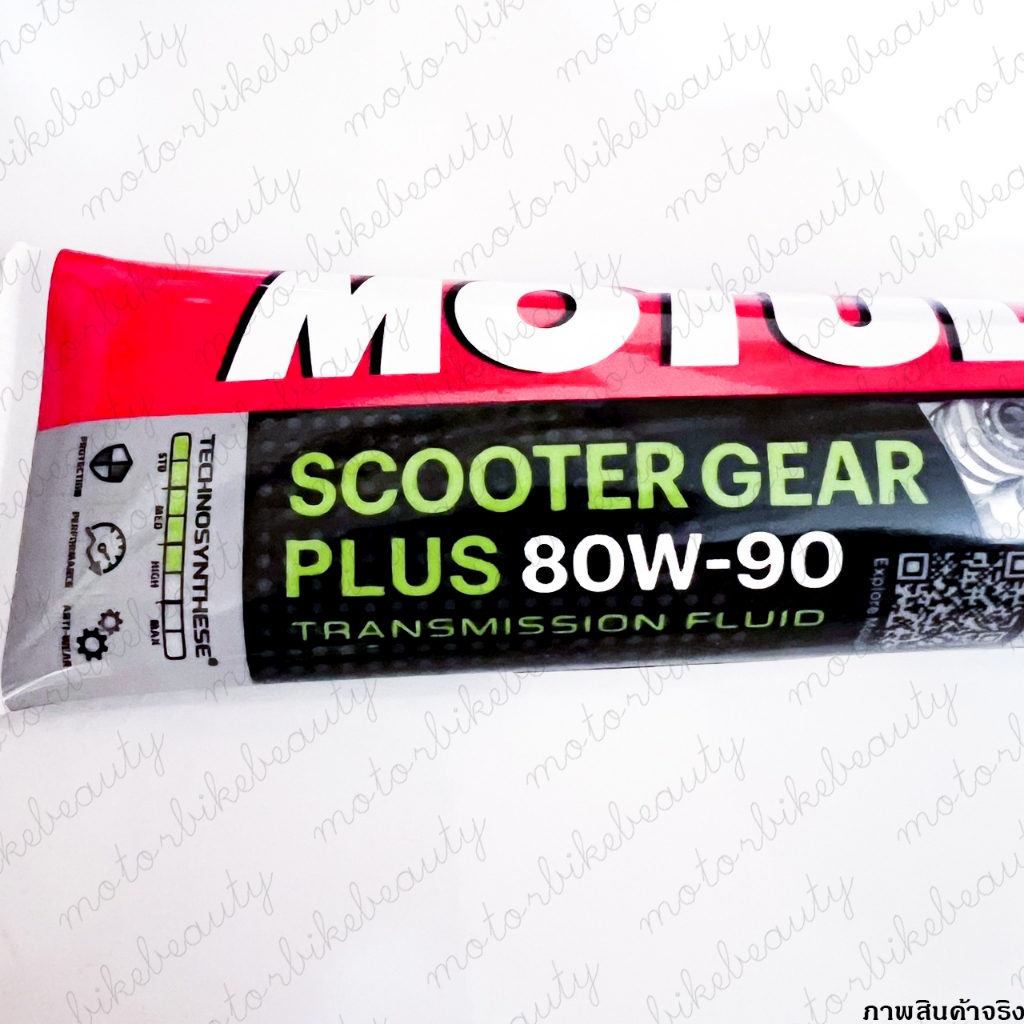 motorbikebeauty
MOTUL
SCOOTER GEAR
PLUS 80W-90
TRANSMISSION FLUID
TECHNOSYNTHESE®
STD MED HIGH MAX
PROTECTION PERFORMANCE ANTI-WEAR
Explore
ภาพสินค้าจริง